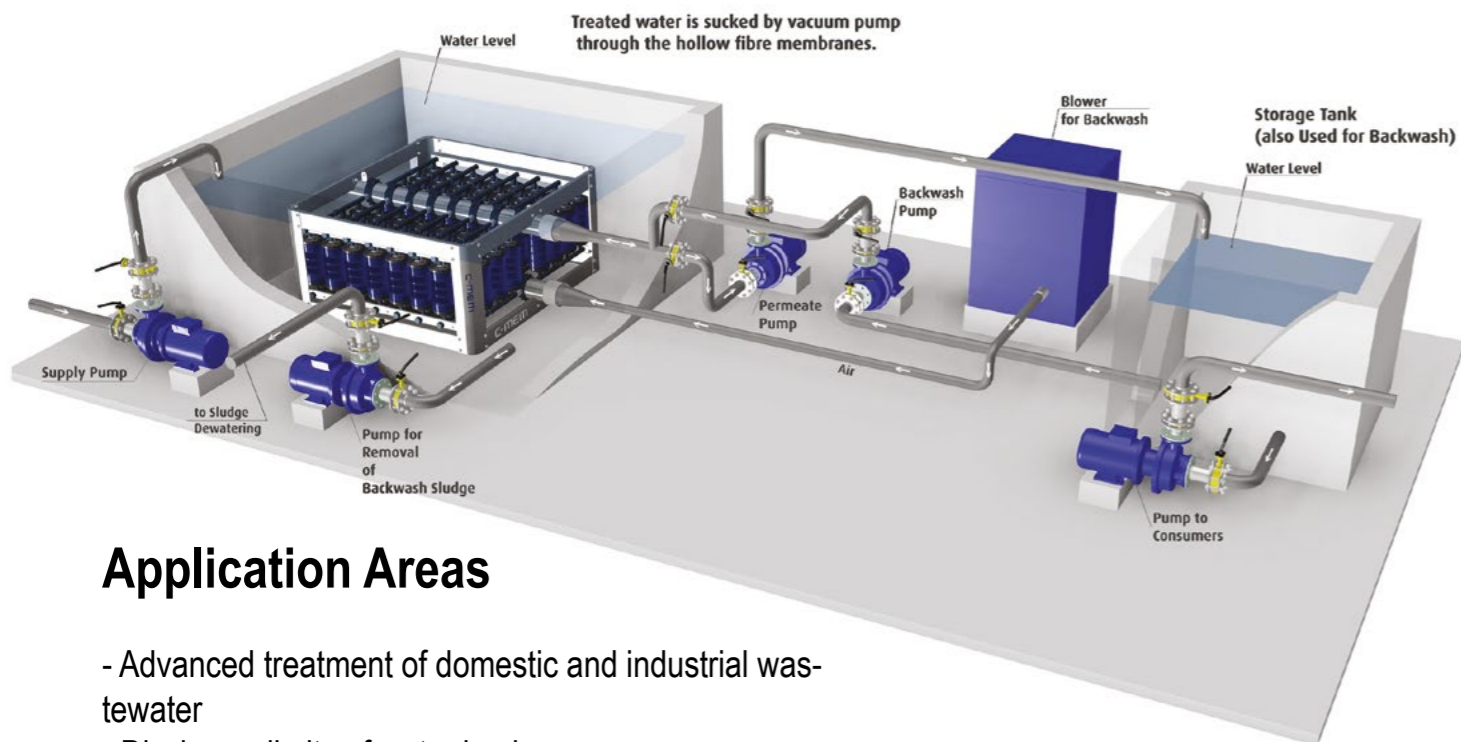 Treated water is sucked by vacuum pump
through the hollow fibre membranes.
Water Level
Blower
for Backwash
Storage Tank
(also Used for Backwash)
Water Level
Backwash
Pump
Permeate
Pump
C-MEM
C-MEM
Supply Pump
Air
to Sludge
Dewatering
Pump for
Removal
of
Backwash Sludge
Pump to
Consumers
Application Areas
- Advanced treatment of domestic and industrial was-
tewater